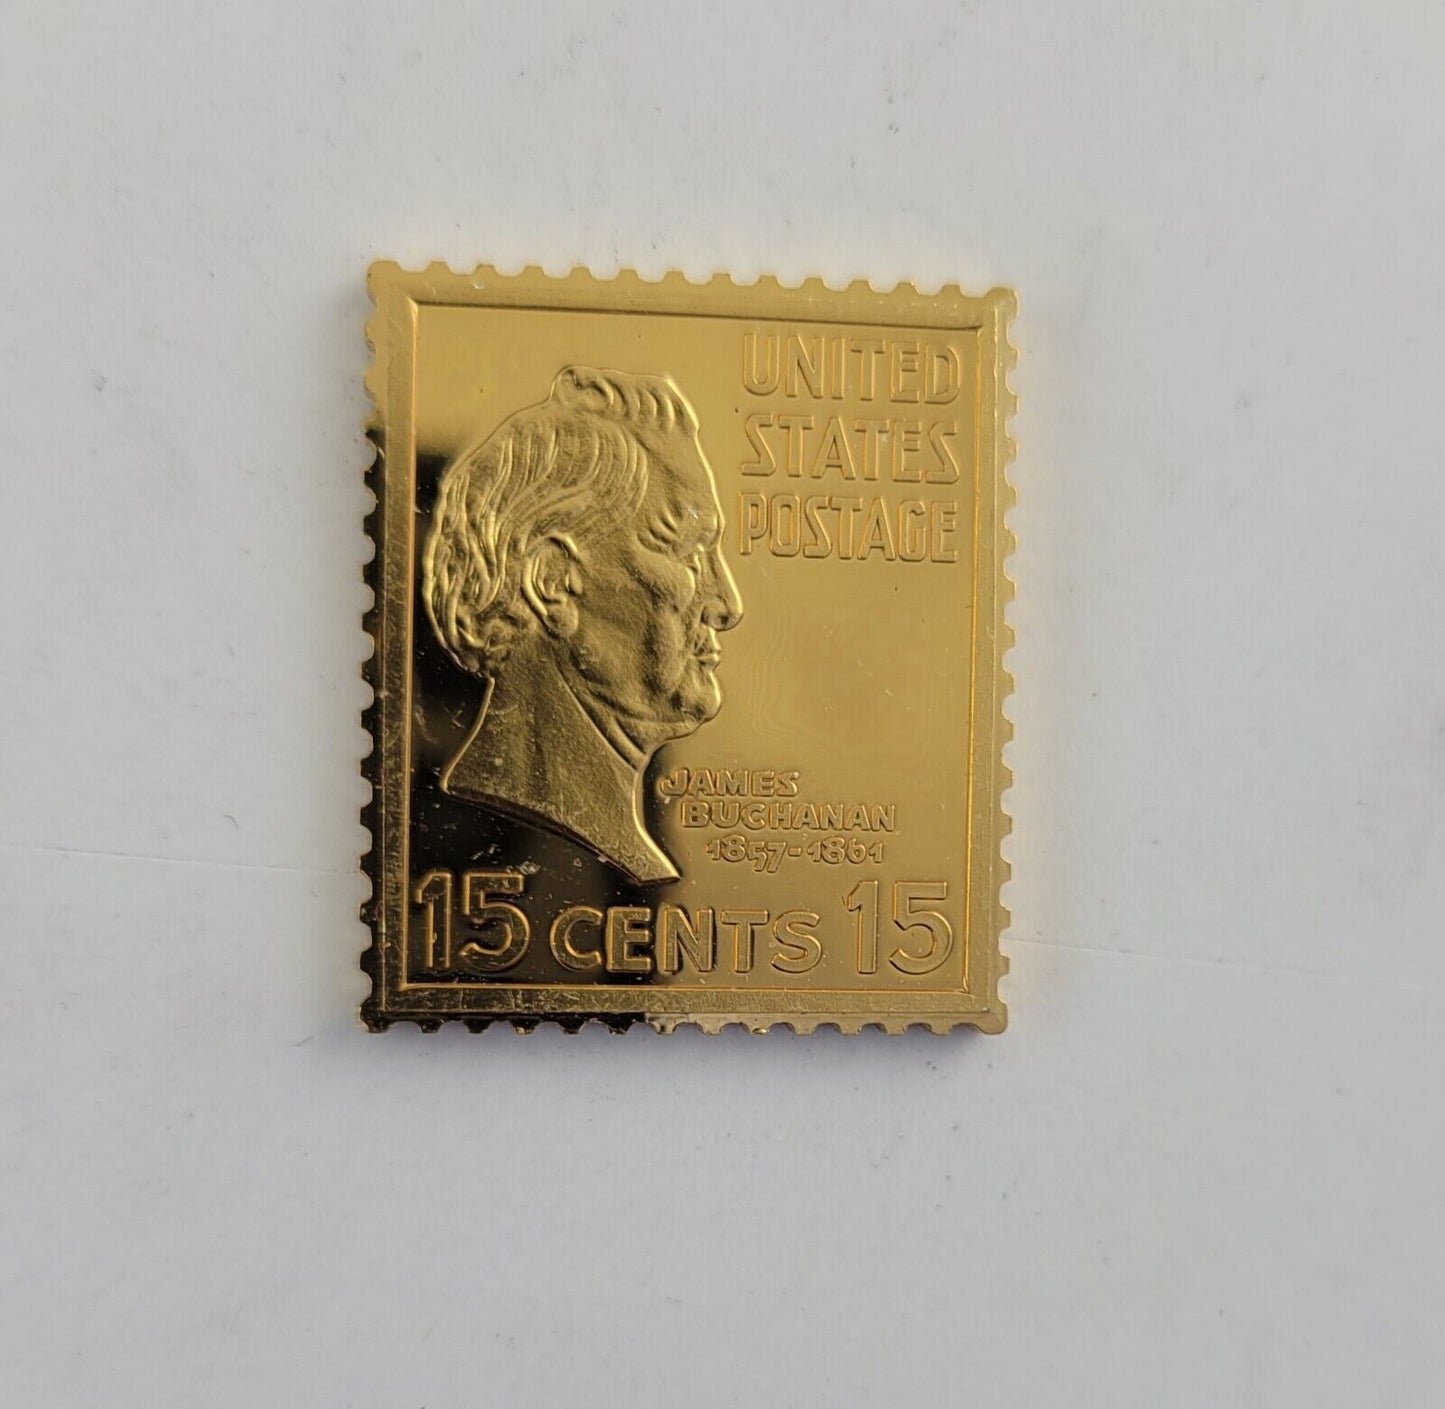 UNITED
STATES
POSTAGE
JAMES
BUCHANAN
1857-1861
15 CENTS 15